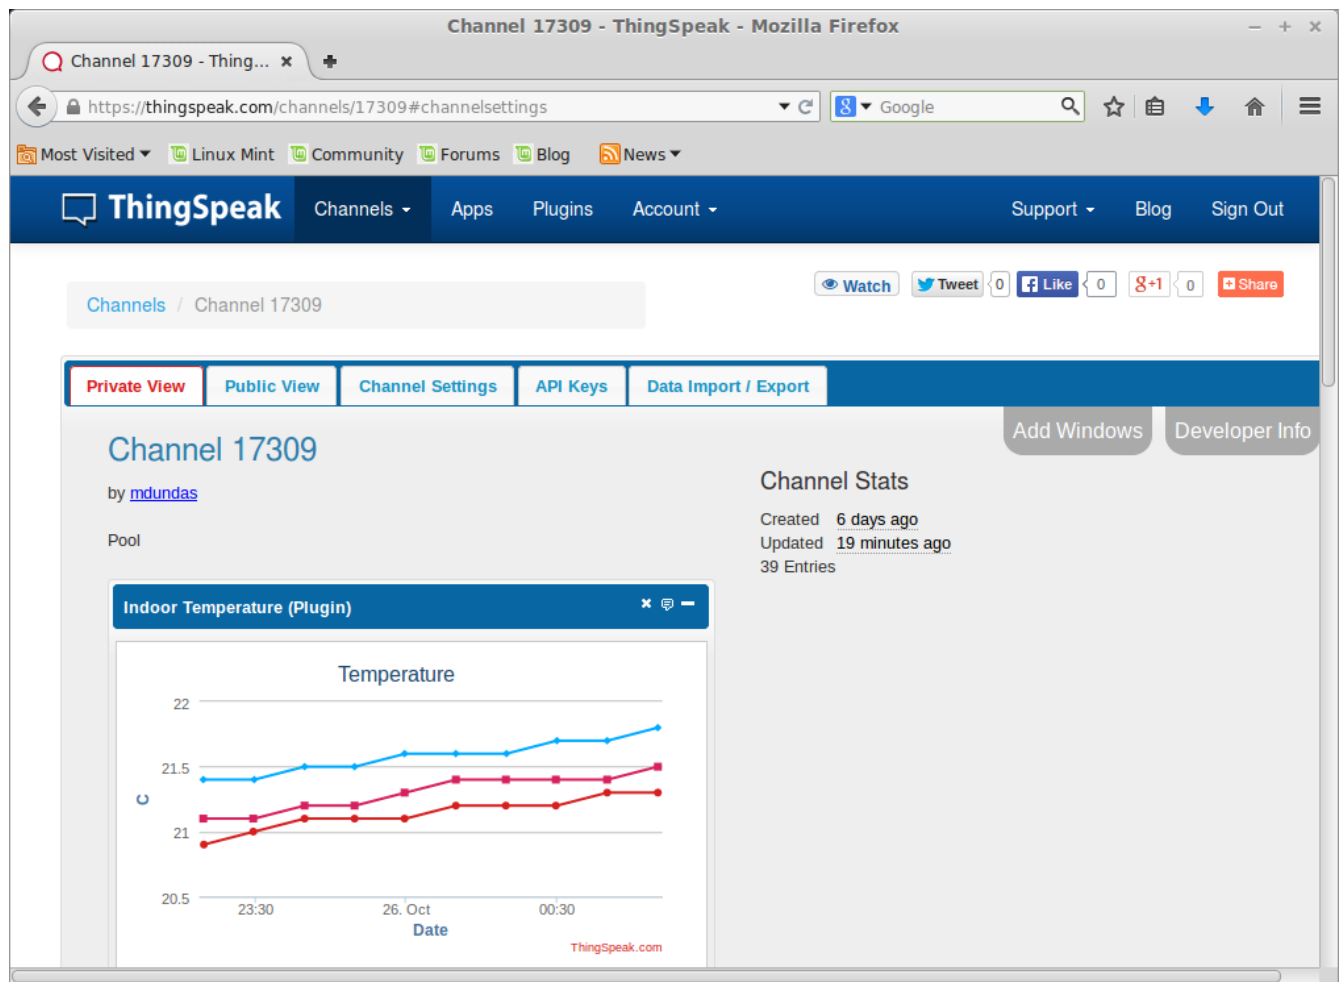 Channel 17309 - ThingSpeak - Mozilla Firefox
Channel 17309 - Thing...
https://thingspeak.com/channels/17309#channelsettings
Google
Most Visited Linux Mint Community Forums Blog News
ThingSpeak Channels Apps Plugins Account Support Blog Sign Out
Watch Tweet 0 Like 0 g+1 0 Share
Channels / Channel 17309
Private View Public View Channel Settings API Keys Data Import / Export
Add Windows Developer Info
Channel 17309
by mdundas
Pool
Channel Stats
Created 6 days ago
Updated 19 minutes ago
39 Entries
Indoor Temperature (Plugin)
Temperature
22
21.5
C
21
20.5
23:30 26. Oct 00:30
Date
ThingSpeak.com